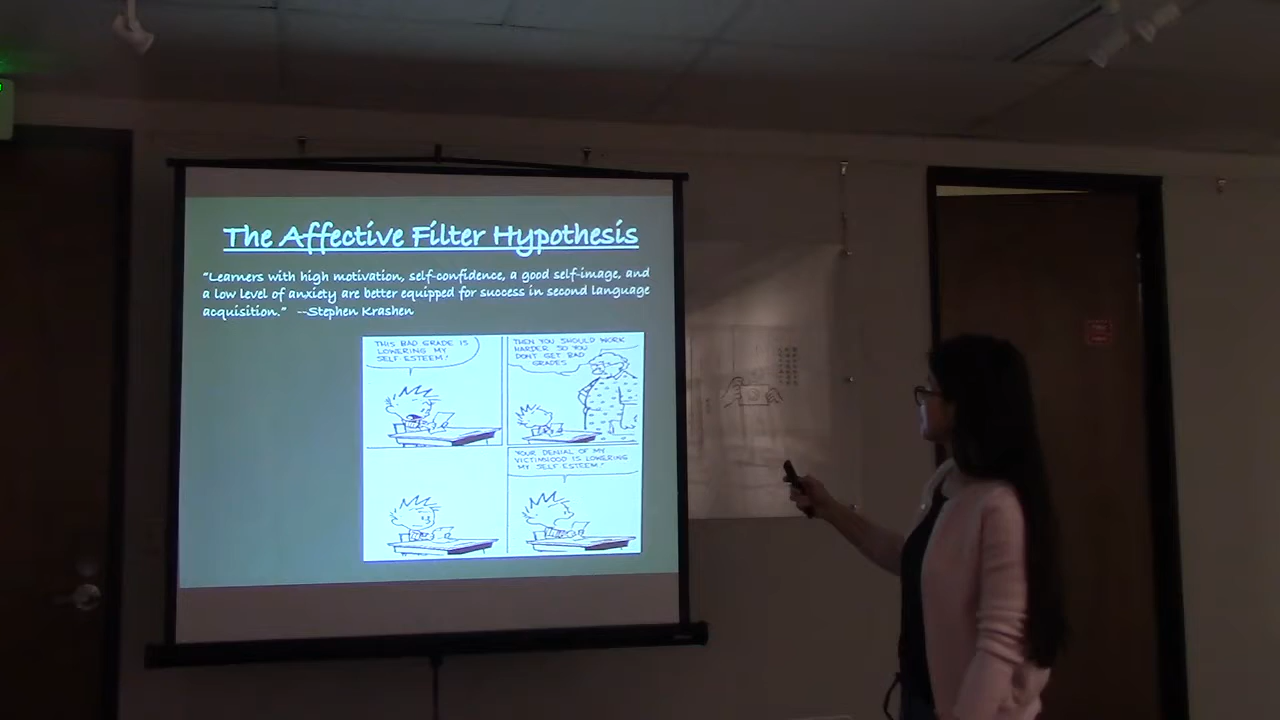 The Affective Filter Hypothesis
"Learners with high motivation, self-confidence, a good self-image, and
a low level of anxiety are better equipped for success in second language
acquisition." --Stephen Krashen
THIS BAD GRADE IS
LOWERING MY
SELF ESTEEM!
THEN YOU SHOULD WORK
HARDER SO YOU
DON'T GET BAD
GRADES.
YOUR DENIAL OF MY
VICTIMHOOD IS LOWERING
MY SELF ESTEEM!